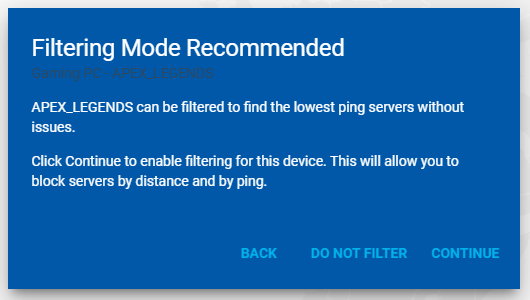 Filtering Mode Recommended
Gaming PC - APEX_LEGENDS
APEX_LEGENDS can be filtered to find the lowest ping servers without
issues.
Click Continue to enable filtering for this device. This will allow you to
block servers by distance and by ping.
BACK DO NOT FILTER CONTINUE